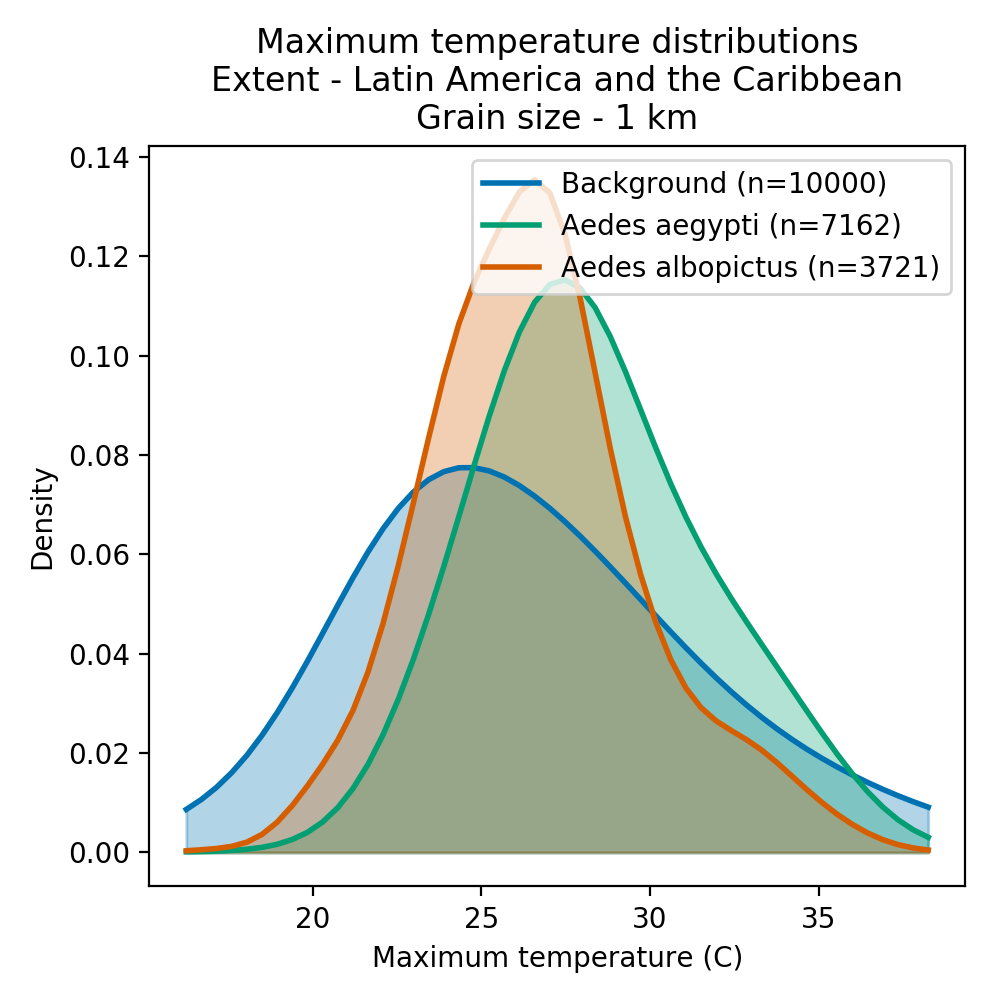 Maximum temperature distributions
Extent - Latin America and the Caribbean
Grain size - 1 km
0.14
0.12
0.10
0.08
0.06
0.04
0.02
0.00
Density
Background (n=10000)
Aedes aegypti (n=7162)
Aedes albopictus (n=3721)
20 25 30 35
Maximum temperature (C)